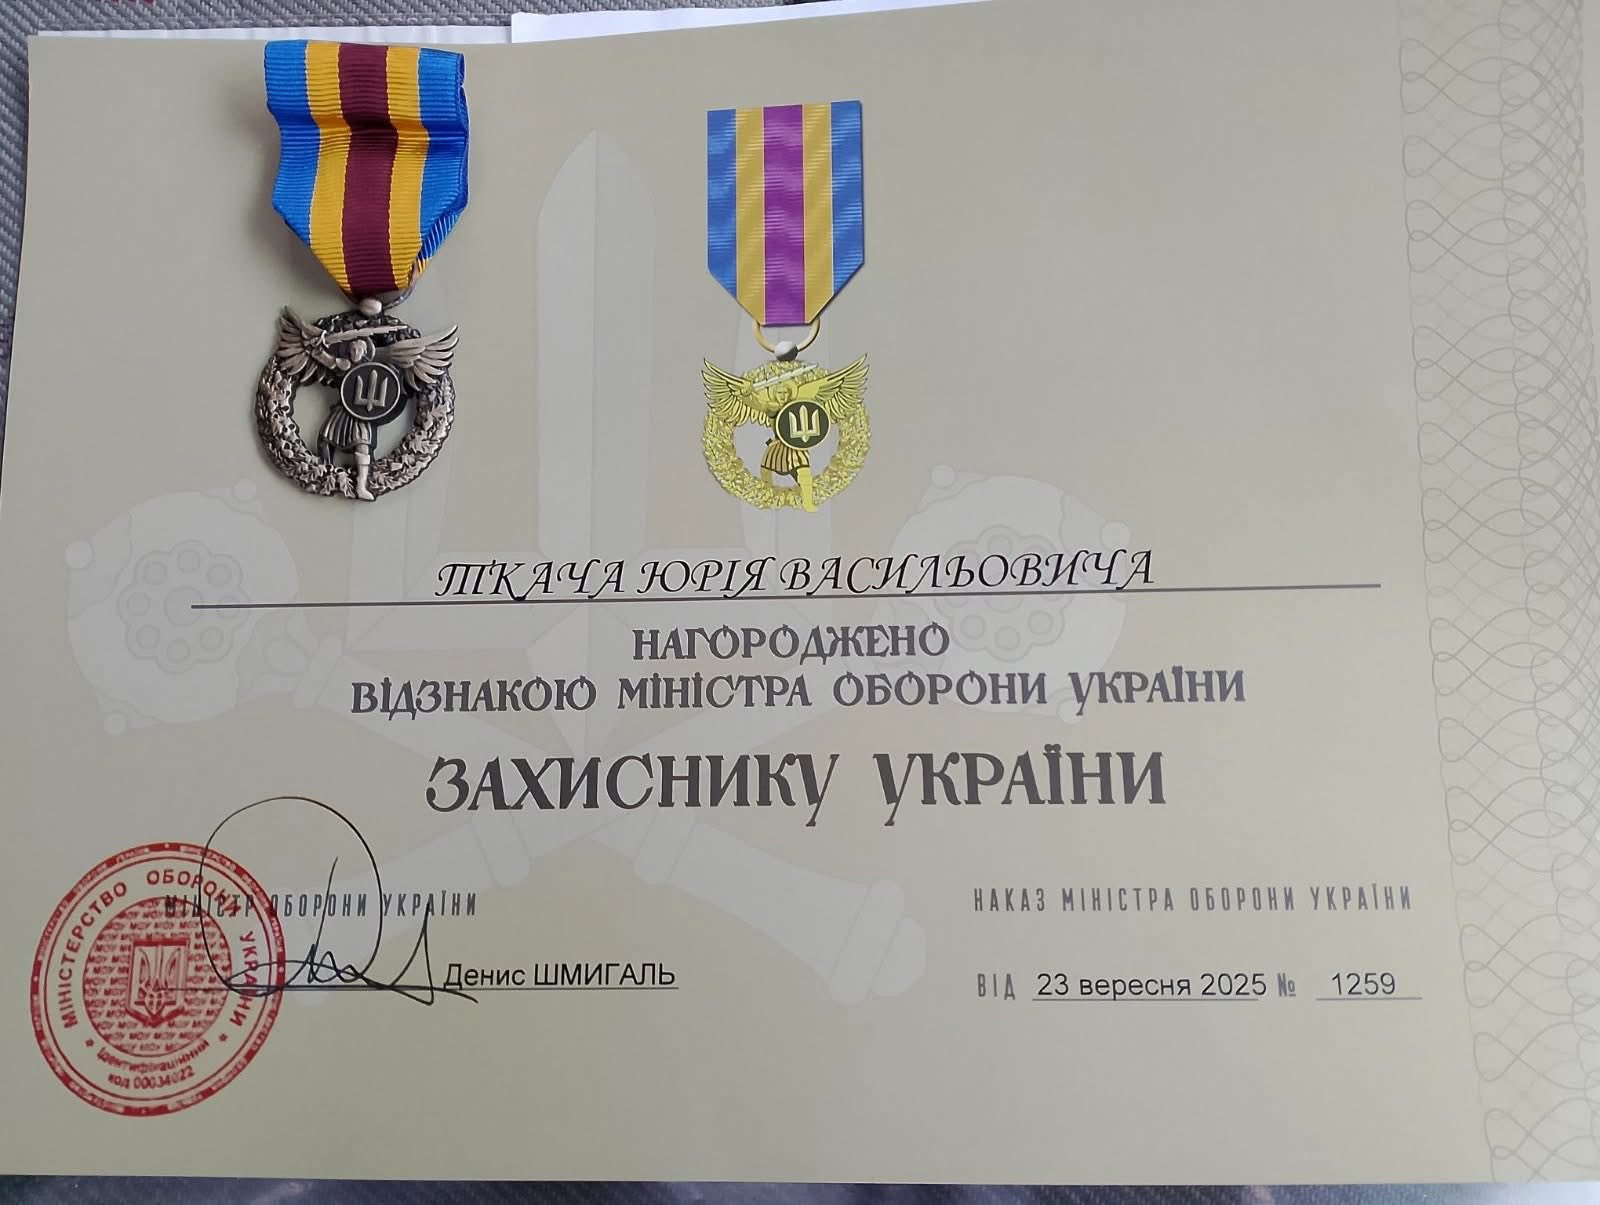 ТКАЧА ЮРІЯ ВАСИЛЬОВИЧА
НАГОРОДЖЕНО
ВІДЗНАКОЮ МІНІСТРА ОБОРОНИ УКРАЇНИ
ЗАХИСНИКУ УКРАЇНИ
МІНІСТР ОБОРОНИ УКРАЇНИ
Денис ШМИГАЛЬ
НАКАЗ МІНІСТРА ОБОРОНИ УКРАЇНИ
ВІД 23 вересня 2025 № 1259
МІНІСТЕРСТВО ОБОРОНИ УКРАЇНИ
Ідентифікаційний
код 00034022